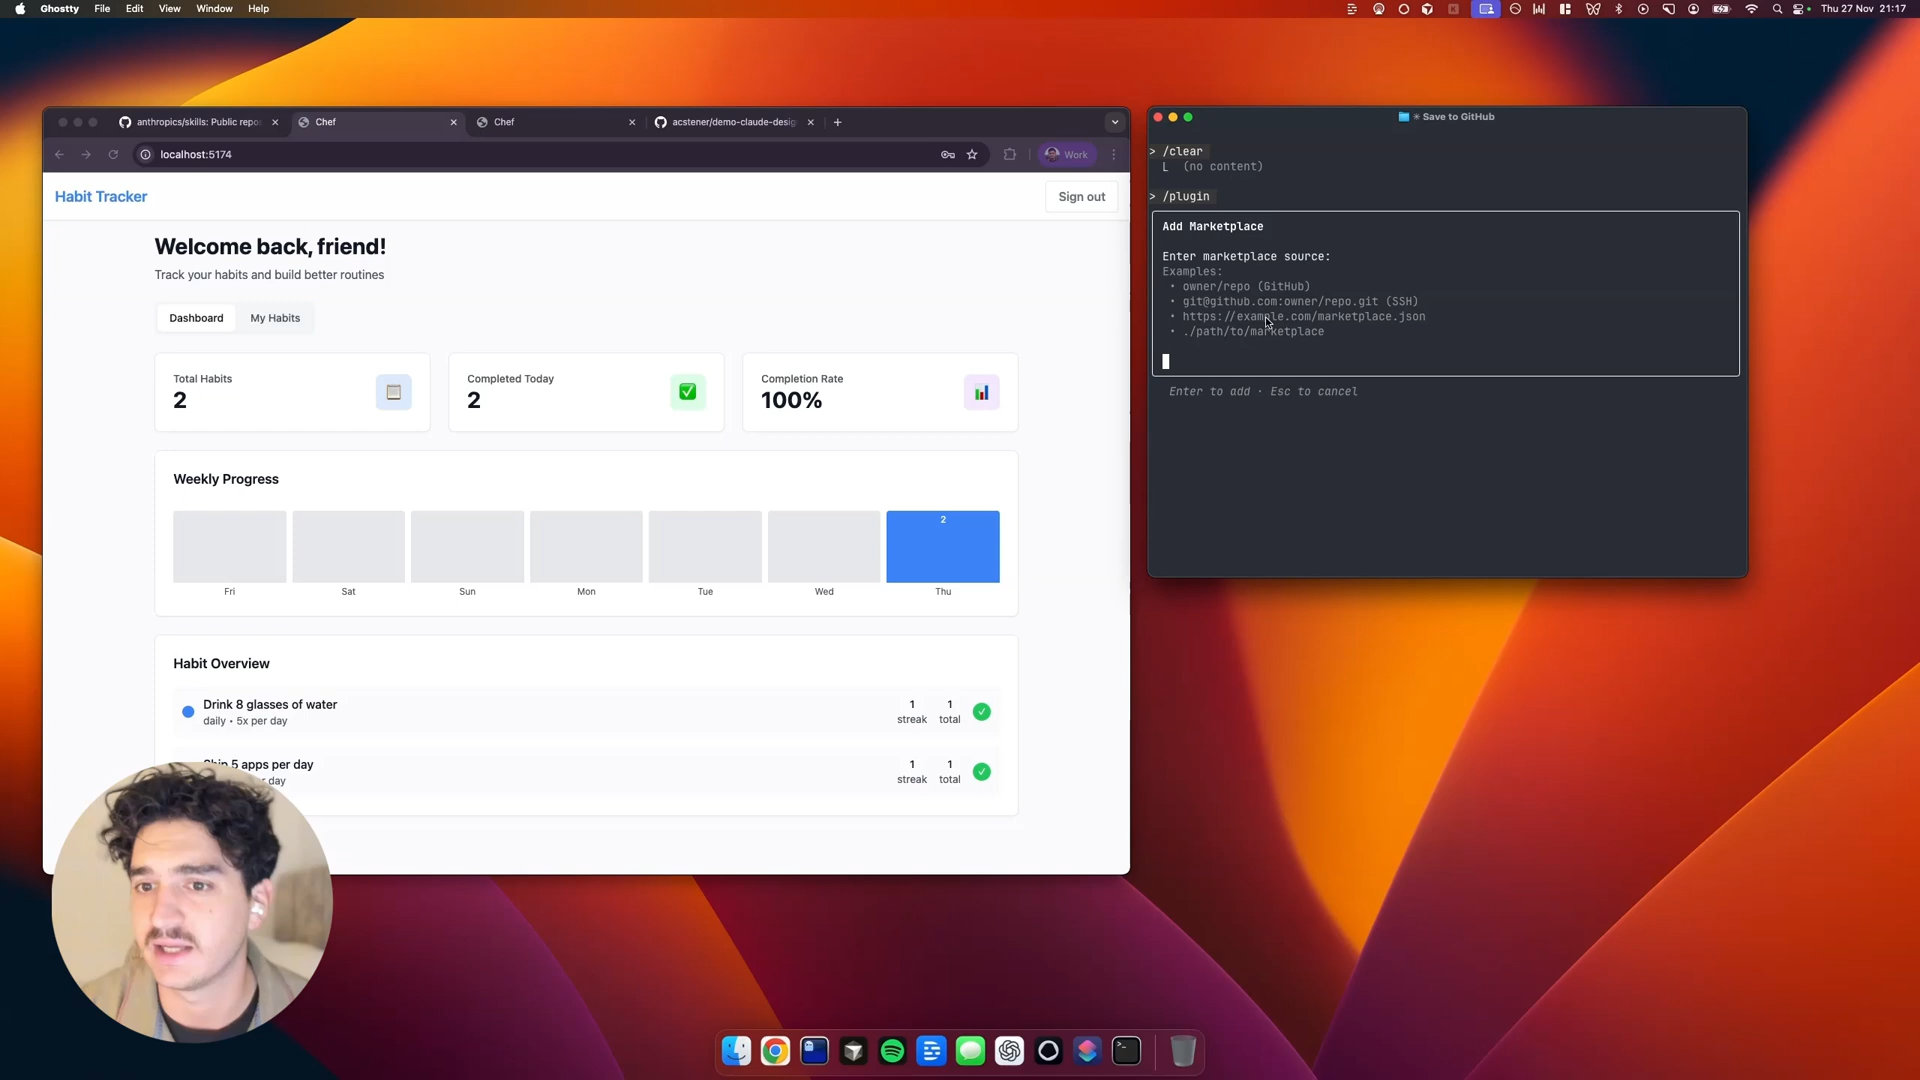 Ghostty File Edit View Window Help
Thu 27 Nov 21:17
anthropics/skills: Public repo
Chef
Chef
acstener/demo-claude-desig
localhost:5174
Work
Habit Tracker
Sign out
Welcome back, friend!
Track your habits and build better routines
Dashboard
My Habits
Total Habits
2
Completed Today
2
Completion Rate
100%
Weekly Progress
2
Fri Sat Sun Mon Tue Wed Thu
Habit Overview
Drink 8 glasses of water
daily • 5x per day
1 streak
1 total
Ship 5 apps per day
day
1 streak
1 total
✳ Save to GitHub
> /clear
L (no content)
> /plugin
Add Marketplace
Enter marketplace source:
Examples:
• owner/repo (GitHub)
• git@github.com:owner/repo.git (SSH)
• https://example.com/marketplace.json
• ./path/to/marketplace
Enter to add · Esc to cancel